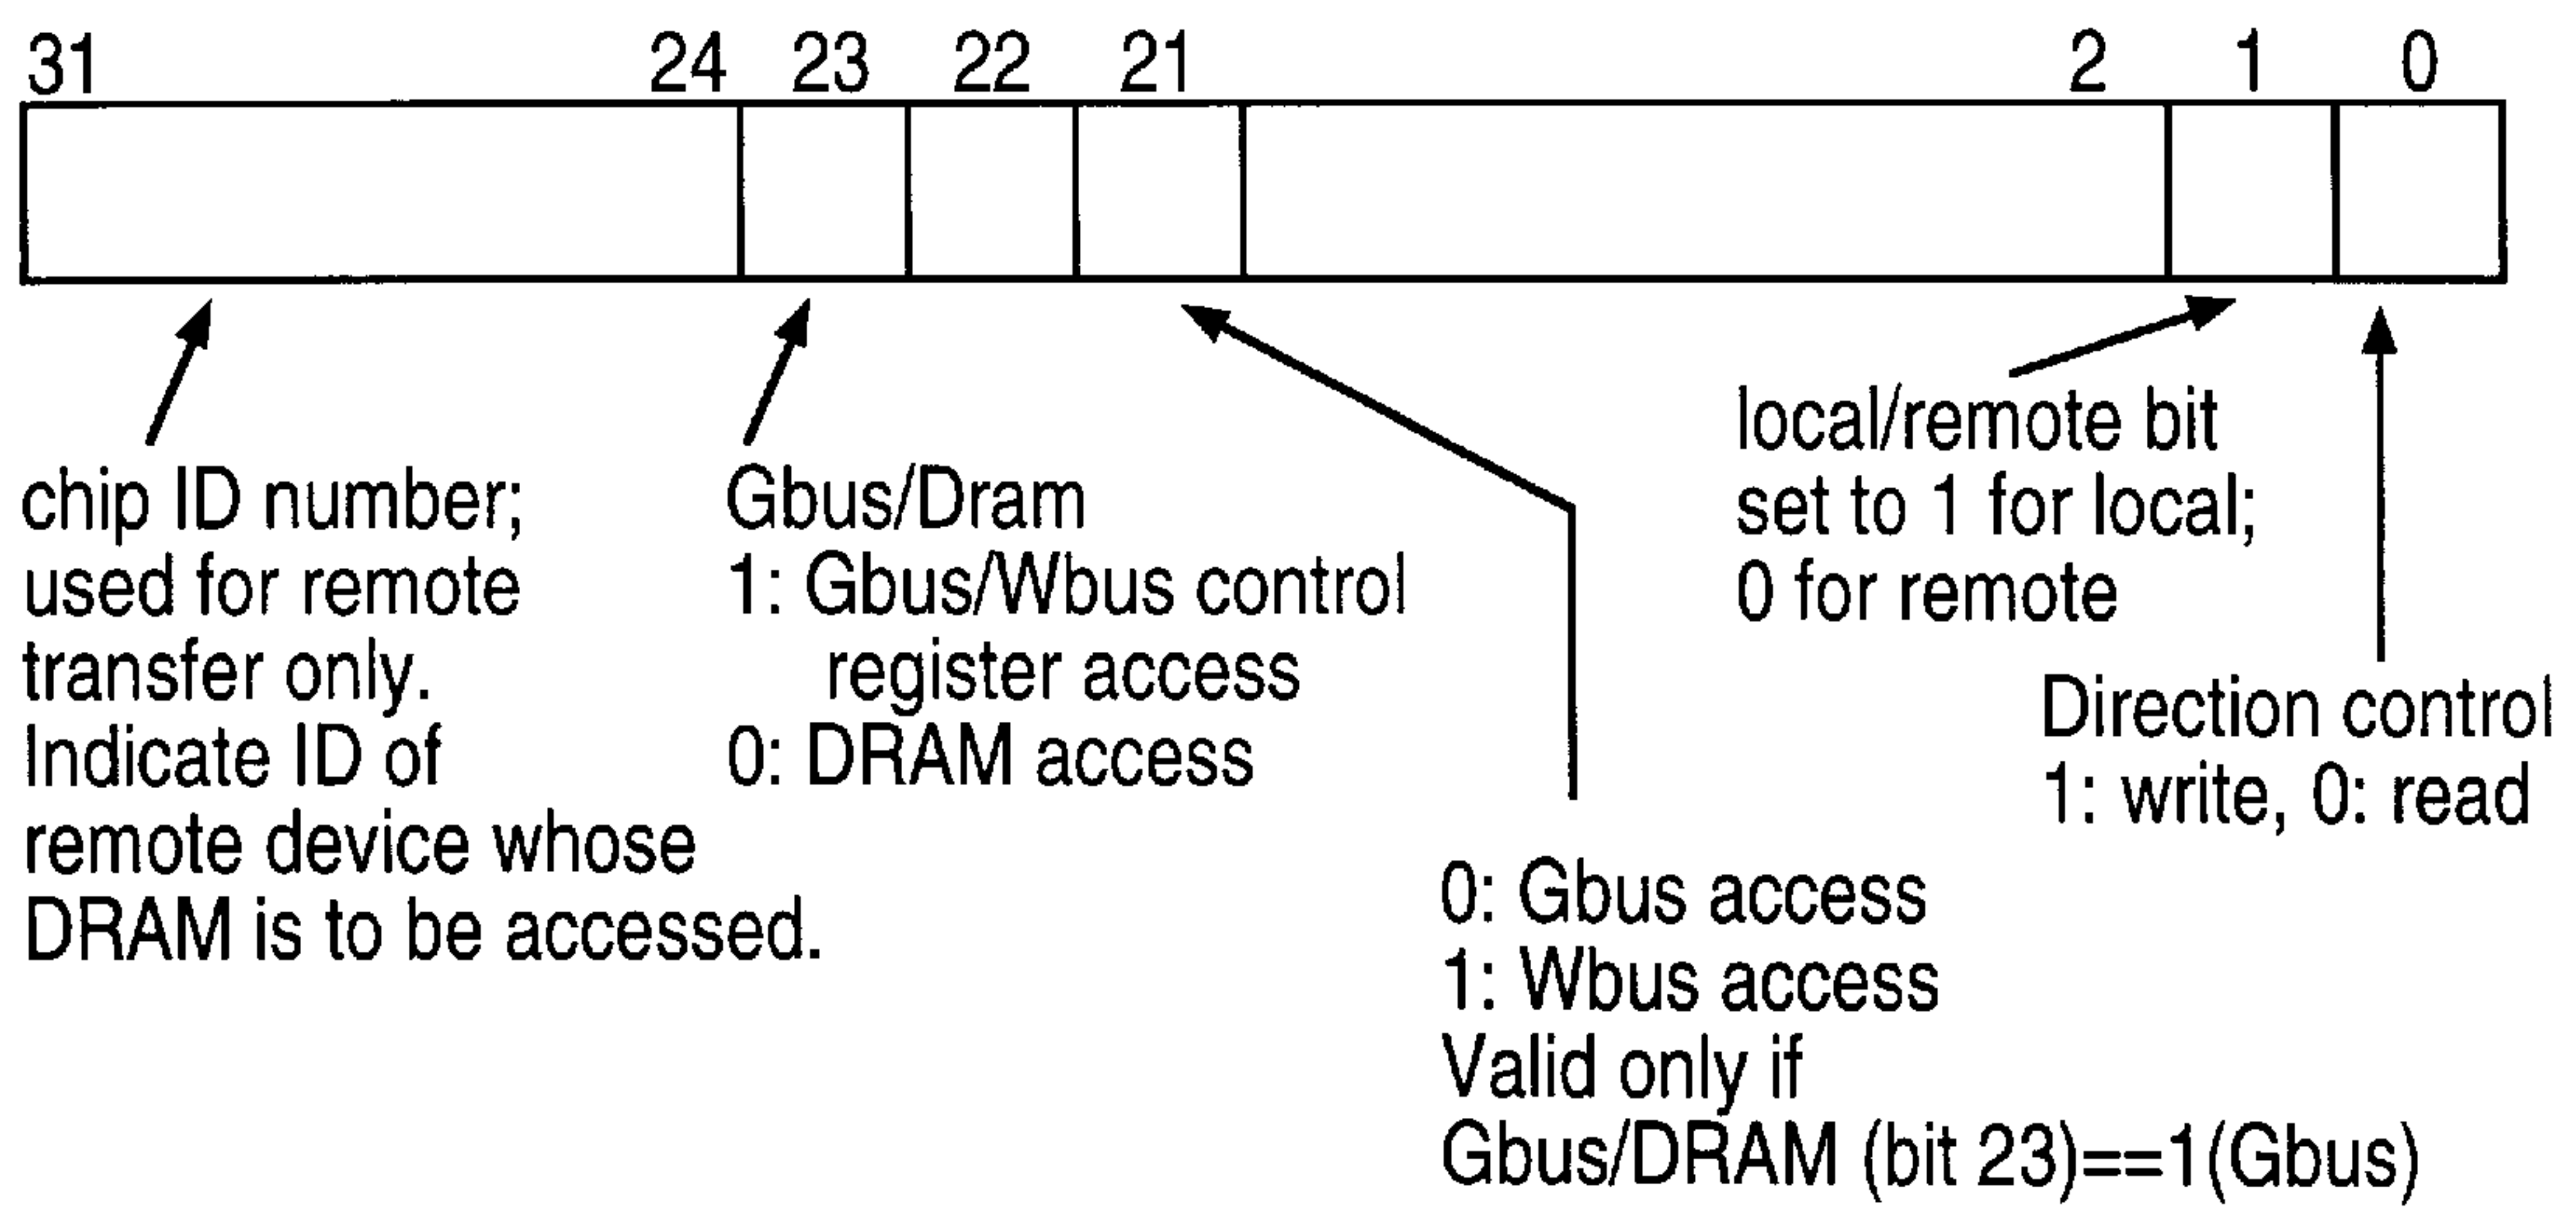 31 24 23 22 21 2 1 0
chip ID number;
used for remote
transfer only.
Indicate ID of
remote device whose
DRAM is to be accessed.
Gbus/Dram
1: Gbus/Wbus control
register access
0: DRAM access
0: Gbus access
1: Wbus access
Valid only if
Gbus/DRAM (bit 23)==1(Gbus)
local/remote bit
set to 1 for local;
0 for remote
Direction control
1: write, 0: read